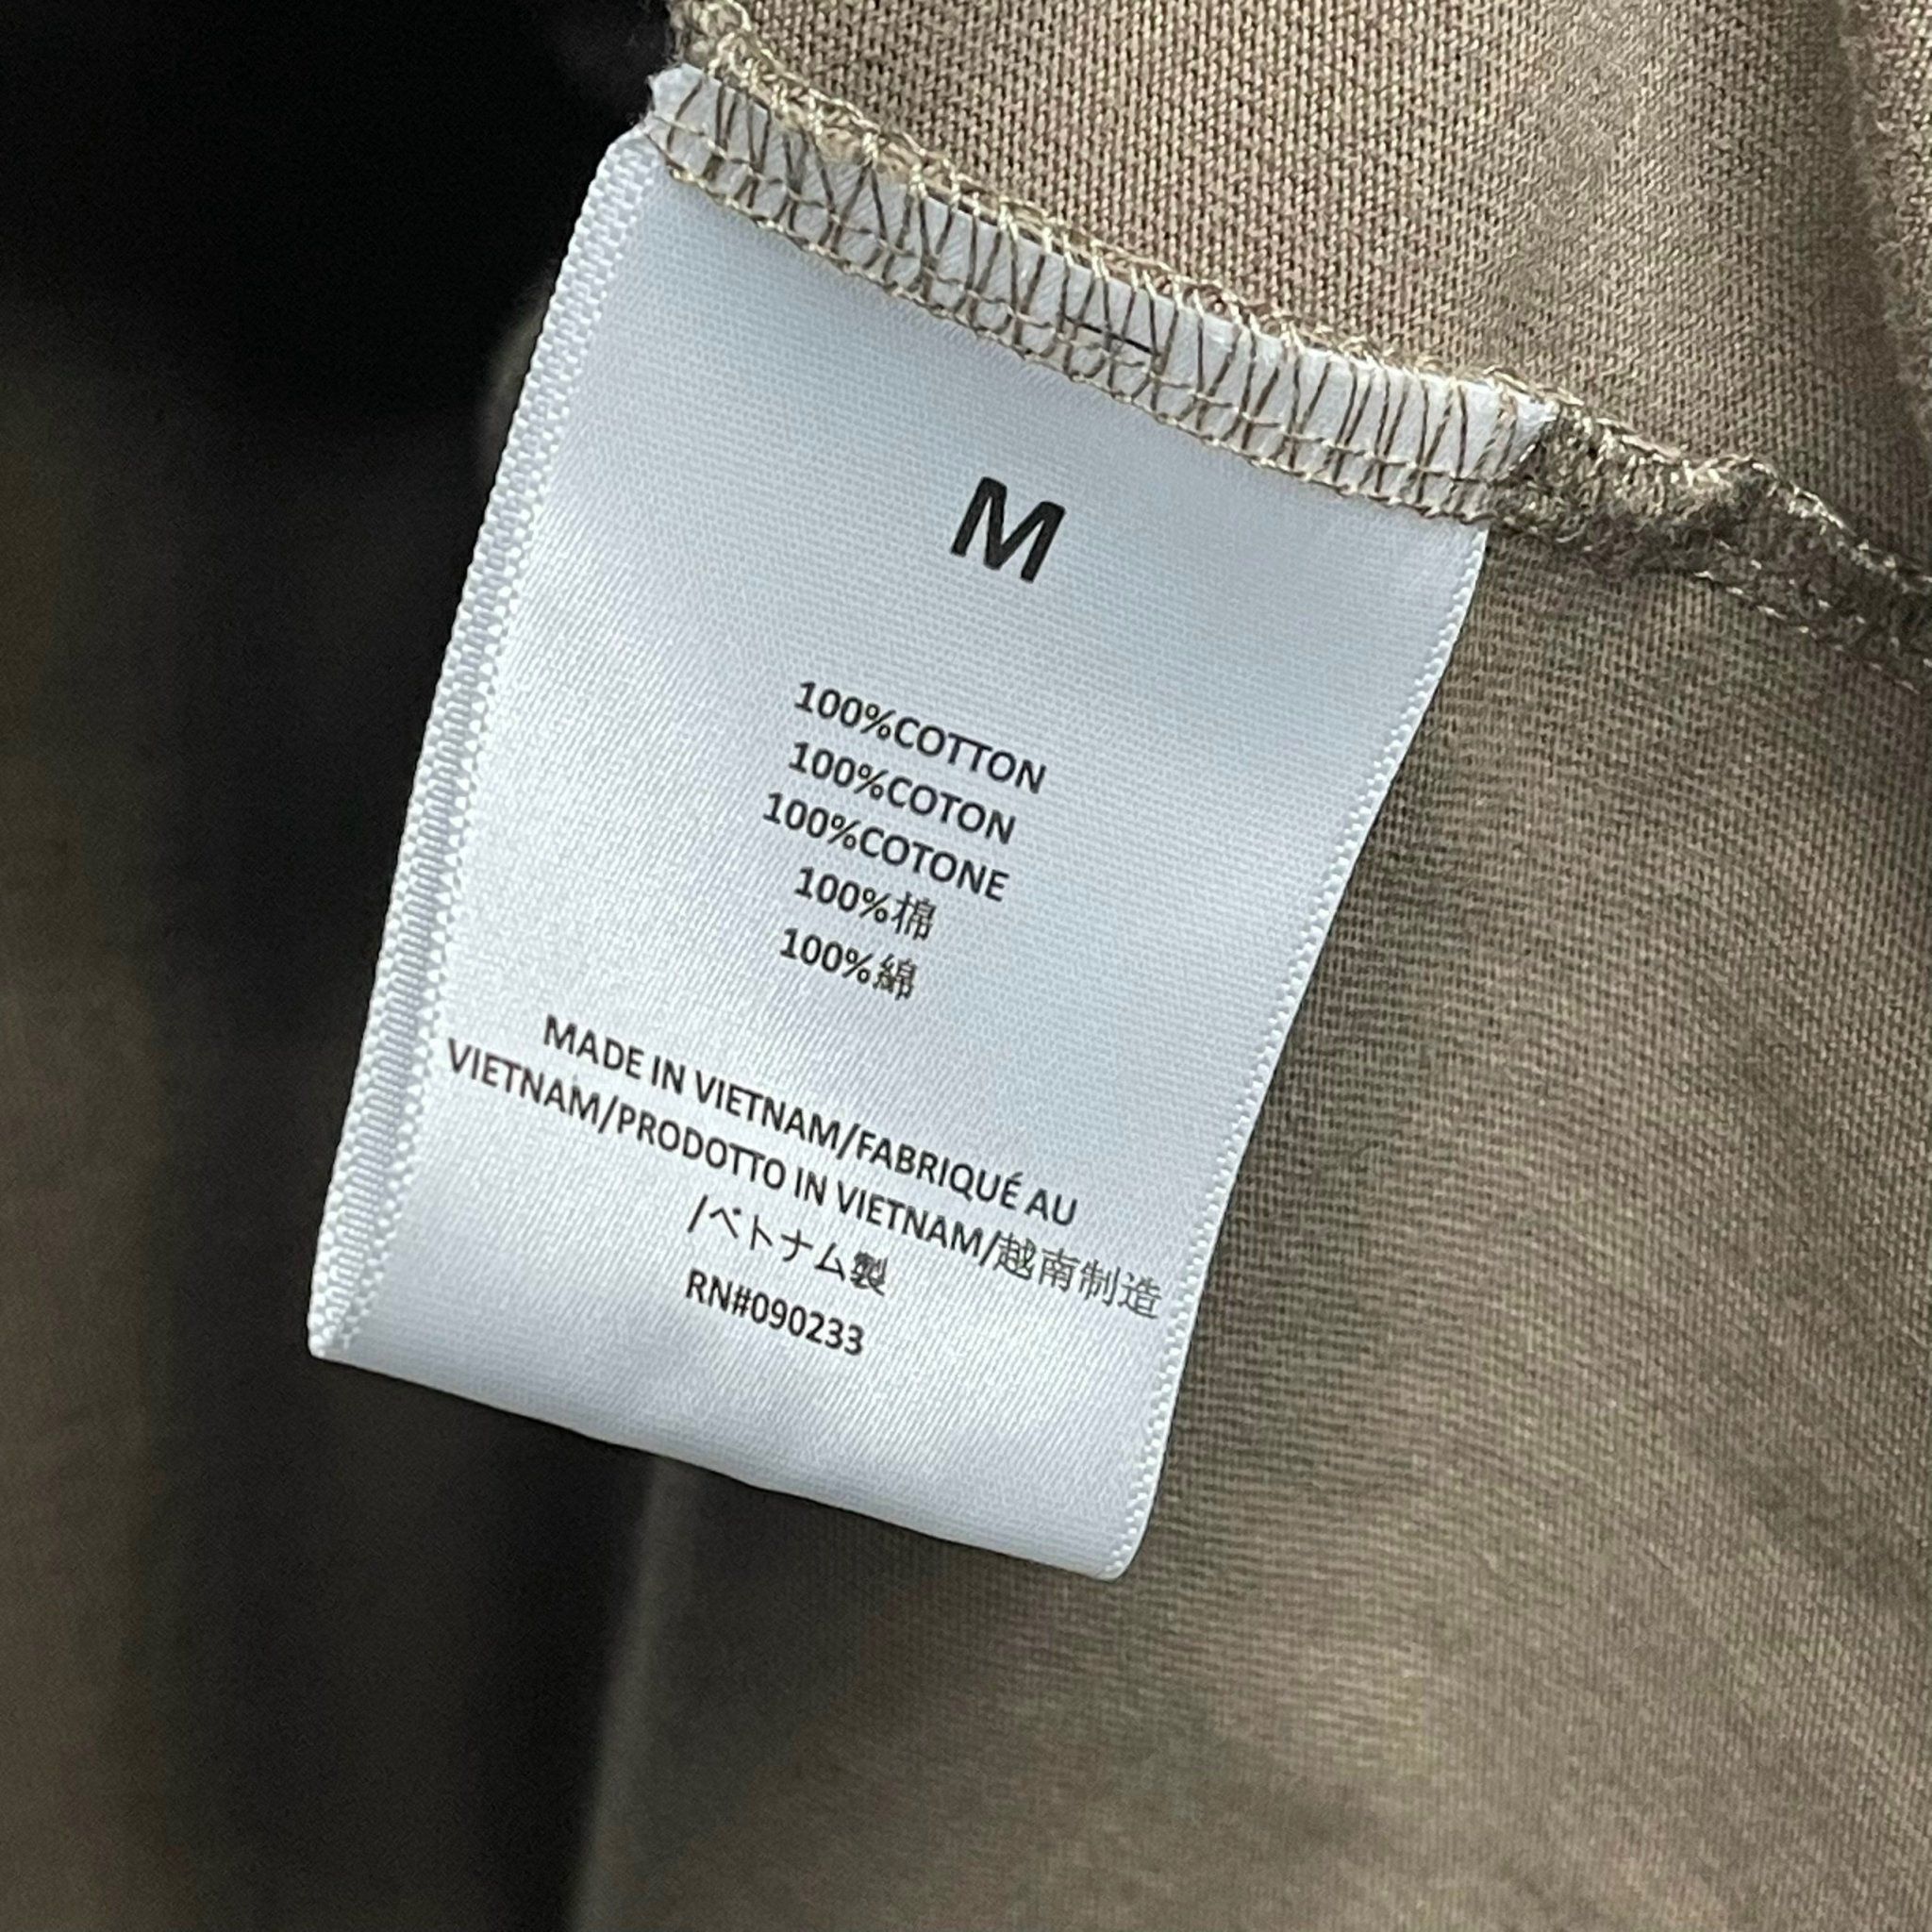 M
100%COTTON
100%COTON
100%COTONE
100%棉
100%綿
MADE IN VIETNAM/FABRIQUÉ AU
VIETNAM/PRODOTTO IN VIETNAM/越南制造
/ベトナム製
RN#090233